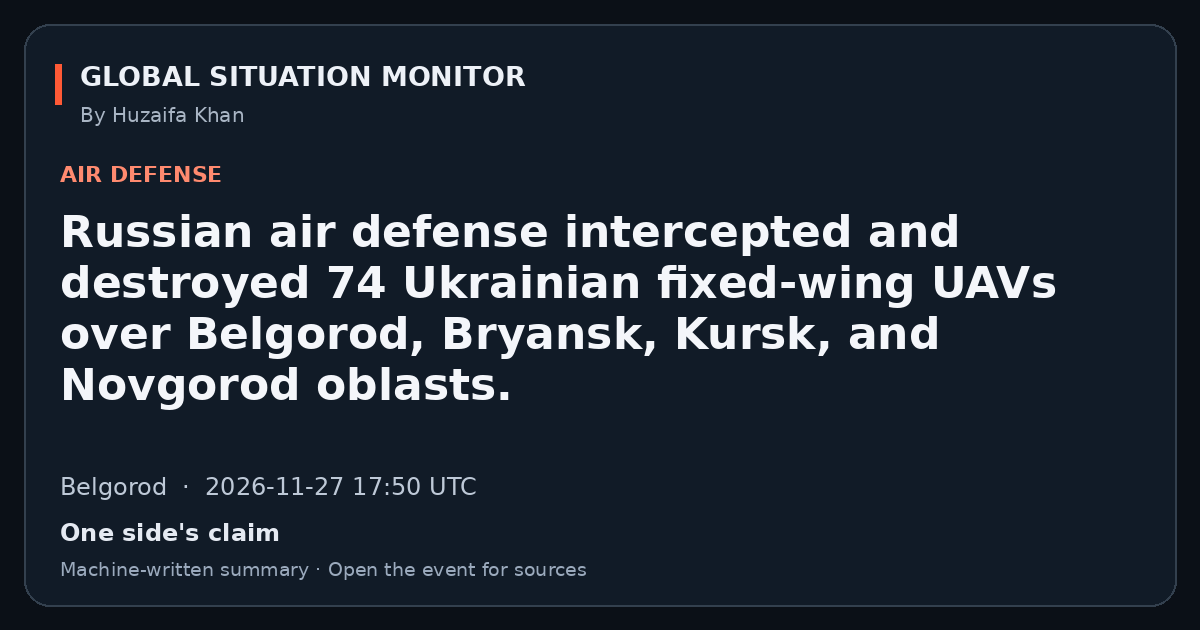 GLOBAL SITUATION MONITOR
By Huzaifa Khan
AIR DEFENSE
Russian air defense intercepted and
destroyed 74 Ukrainian fixed-wing UAVs
over Belgorod, Bryansk, Kursk, and
Novgorod oblasts.
Belgorod · 2026-11-27 17:50 UTC
One side's claim
Machine-written summary · Open the event for sources